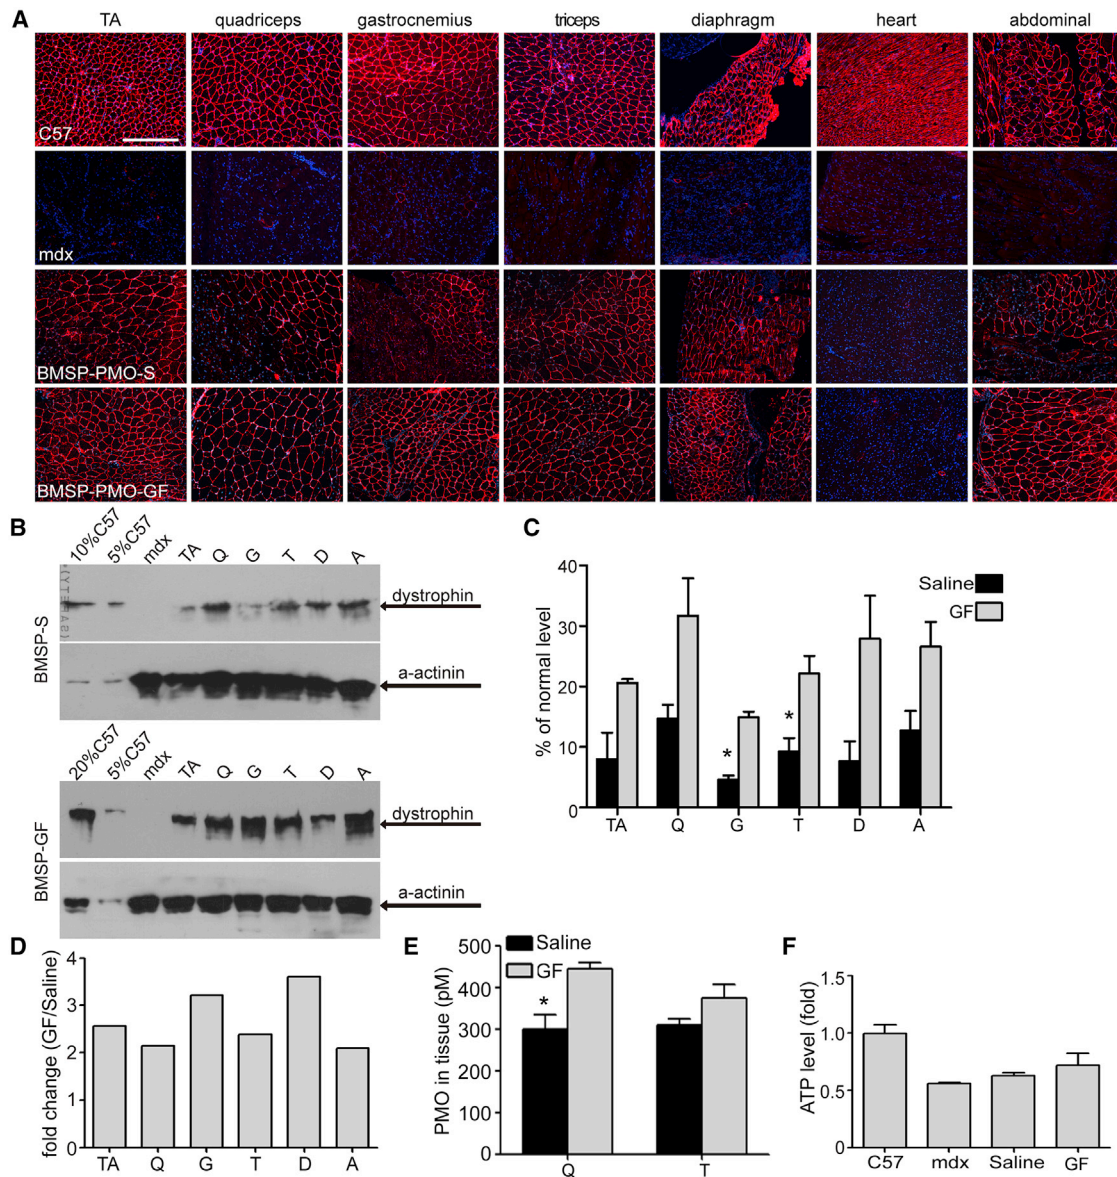 A
TA quadriceps gastrocnemius triceps diaphragm heart abdominal
C57
mdx
BMSP-PMO-S
BMSP-PMO-GF
B
10%C57 5%C57 mdx TA Q G T D A
BMSP-S
dystrophin
a-actinin
20%C57 5%C57 mdx TA Q G T D A
BMSP-GF
dystrophin
a-actinin
C
% of normal level
40
30
20
10
0
Saline
GF
*
*
TA Q G T D A
D
fold change (GF/Saline)
4
3
2
1
0
TA Q G T D A
E
PMO in tissue (pM)
500
400
300
200
100
0
Saline
GF
*
Q T
F
ATP level (fold)
1.5
1.0
0.5
0
C57 mdx Saline GF